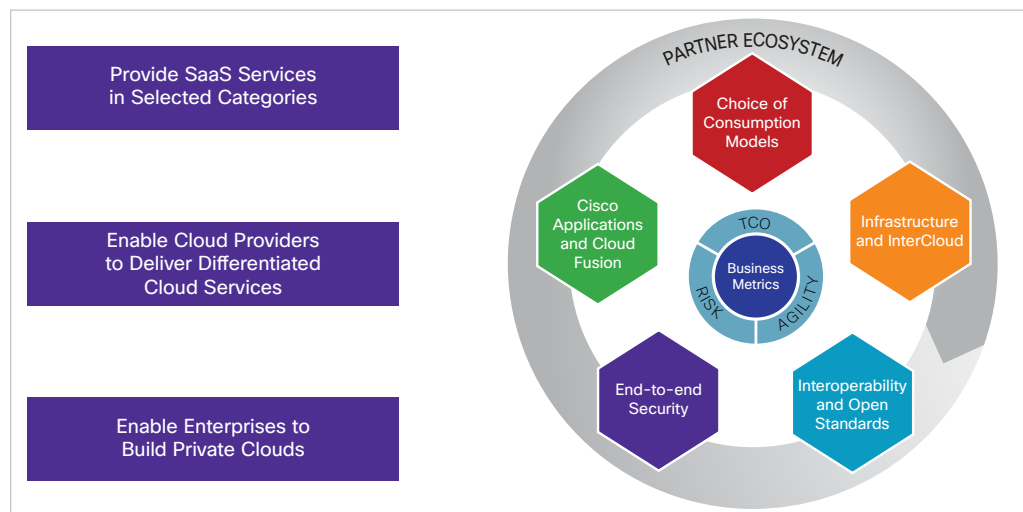 Provide SaaS Services
in Selected Categories
Enable Cloud Providers
to Deliver Differentiated
Cloud Services
Enable Enterprises to
Build Private Clouds
PARTNER ECOSYSTEM
Choice of
Consumption
Models
Cisco
Applications
and Cloud
Fusion
Infrastructure
and InterCloud
TCO
RISK
AGILITY
Business
Metrics
End-to-end
Security
Interoperability
and Open
Standards